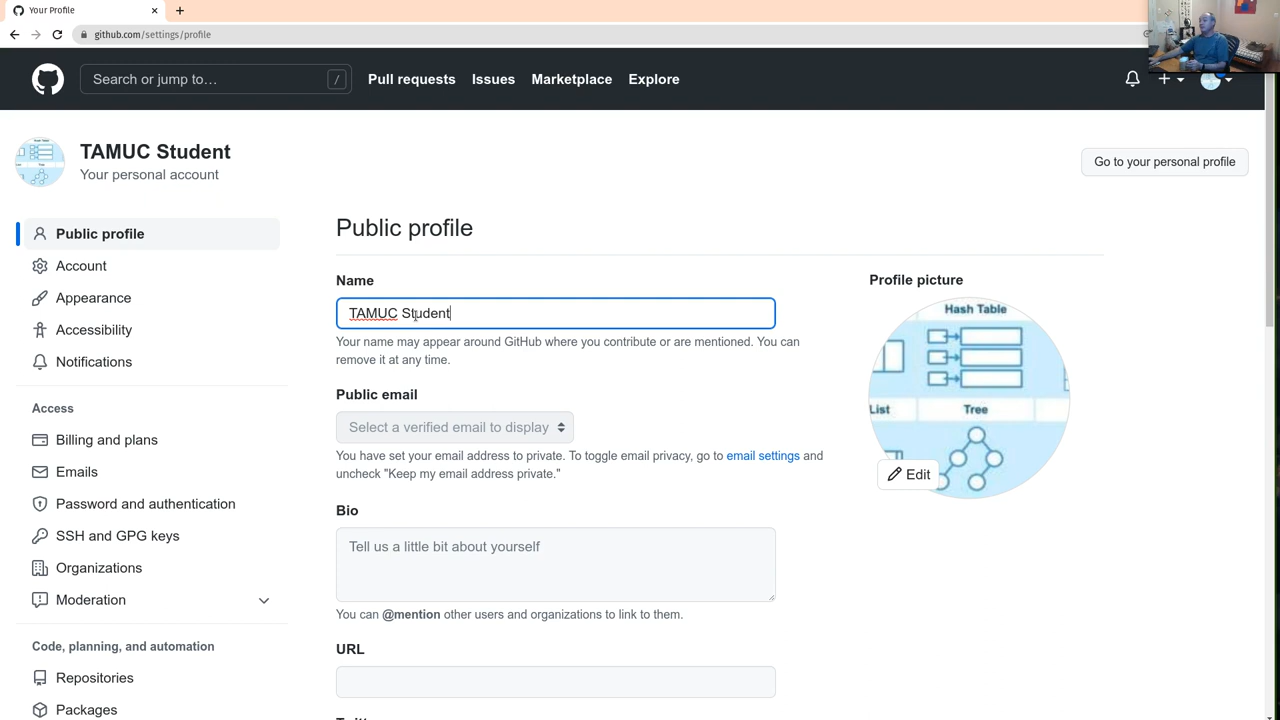 Your Profile
github.com/settings/profile
Search or jump to…
/
Pull requests
Issues
Marketplace
Explore
TAMUC Student
Your personal account
Go to your personal profile
Public profile
Account
Appearance
Accessibility
Notifications
Access
Billing and plans
Emails
Password and authentication
SSH and GPG keys
Organizations
Moderation
Code, planning, and automation
Repositories
Packages
Public profile
Name
TAMUC Student
Your name may appear around GitHub where you contribute or are mentioned. You can
remove it at any time.
Public email
Select a verified email to display
You have set your email address to private. To toggle email privacy, go to email settings and
uncheck "Keep my email address private."
Bio
Tell us a little bit about yourself
You can @mention other users and organizations to link to them.
URL
Profile picture
Hash Table
List
Tree
Edit